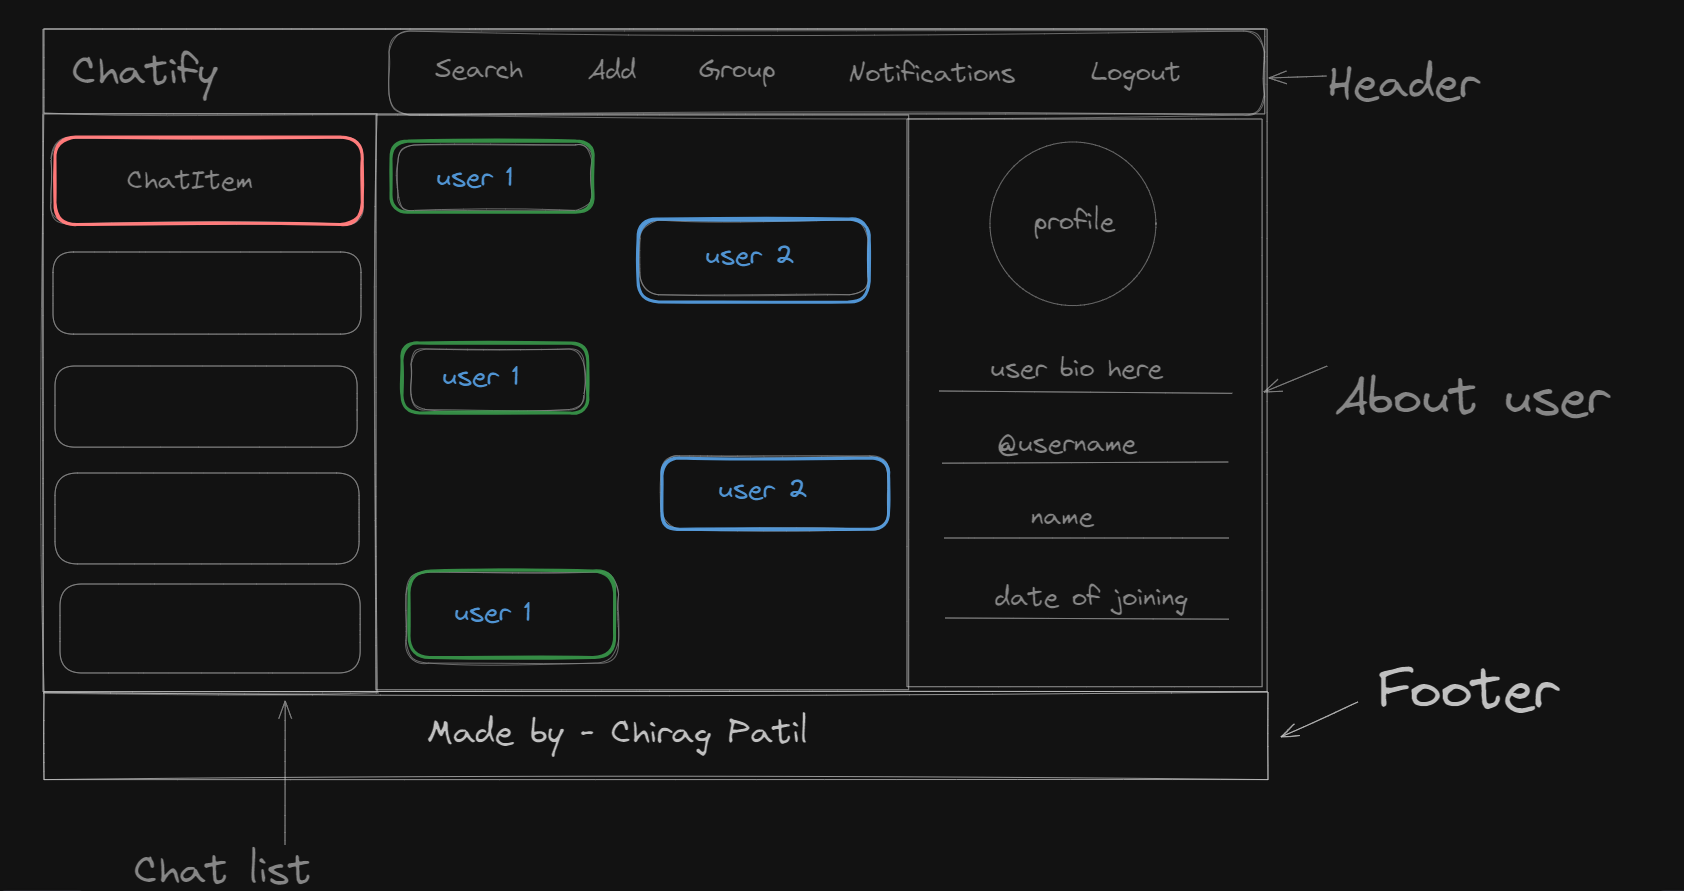 Chatify
Search Add Group Notifications Logout
Header
ChatItem
user 1
user 2
user 1
user 2
user 1
profile
user bio here
@username
name
date of joining
About user
Footer
Made by - Chirag Patil
Chat list